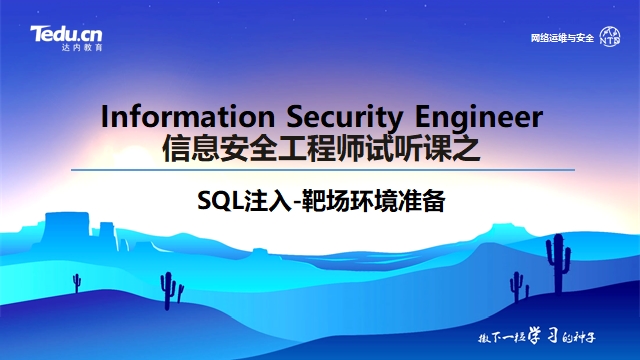 Tedu.cn
达内教育
网络运维与安全
NTD
Information Security Engineer
信息安全工程师试听课之
SQL注入-靶场环境准备
撒下一粒学习的种子